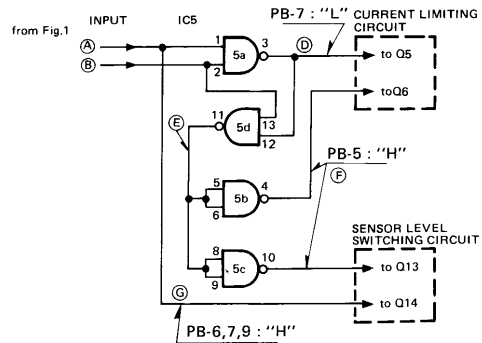 INPUT
IC5
PB-7 : "L"
CURRENT LIMITING
CIRCUIT
from Fig.1
A
1
5a
3
D
to Q5
B
2
toQ6
11
5d
13
12
E
PB-5 : "H"
F
5
5b
4
6
SENSOR LEVEL
SWITCHING CIRCUIT
8
5c
10
to Q13
9
G
to Q14
PB-6,7,9 : "H"